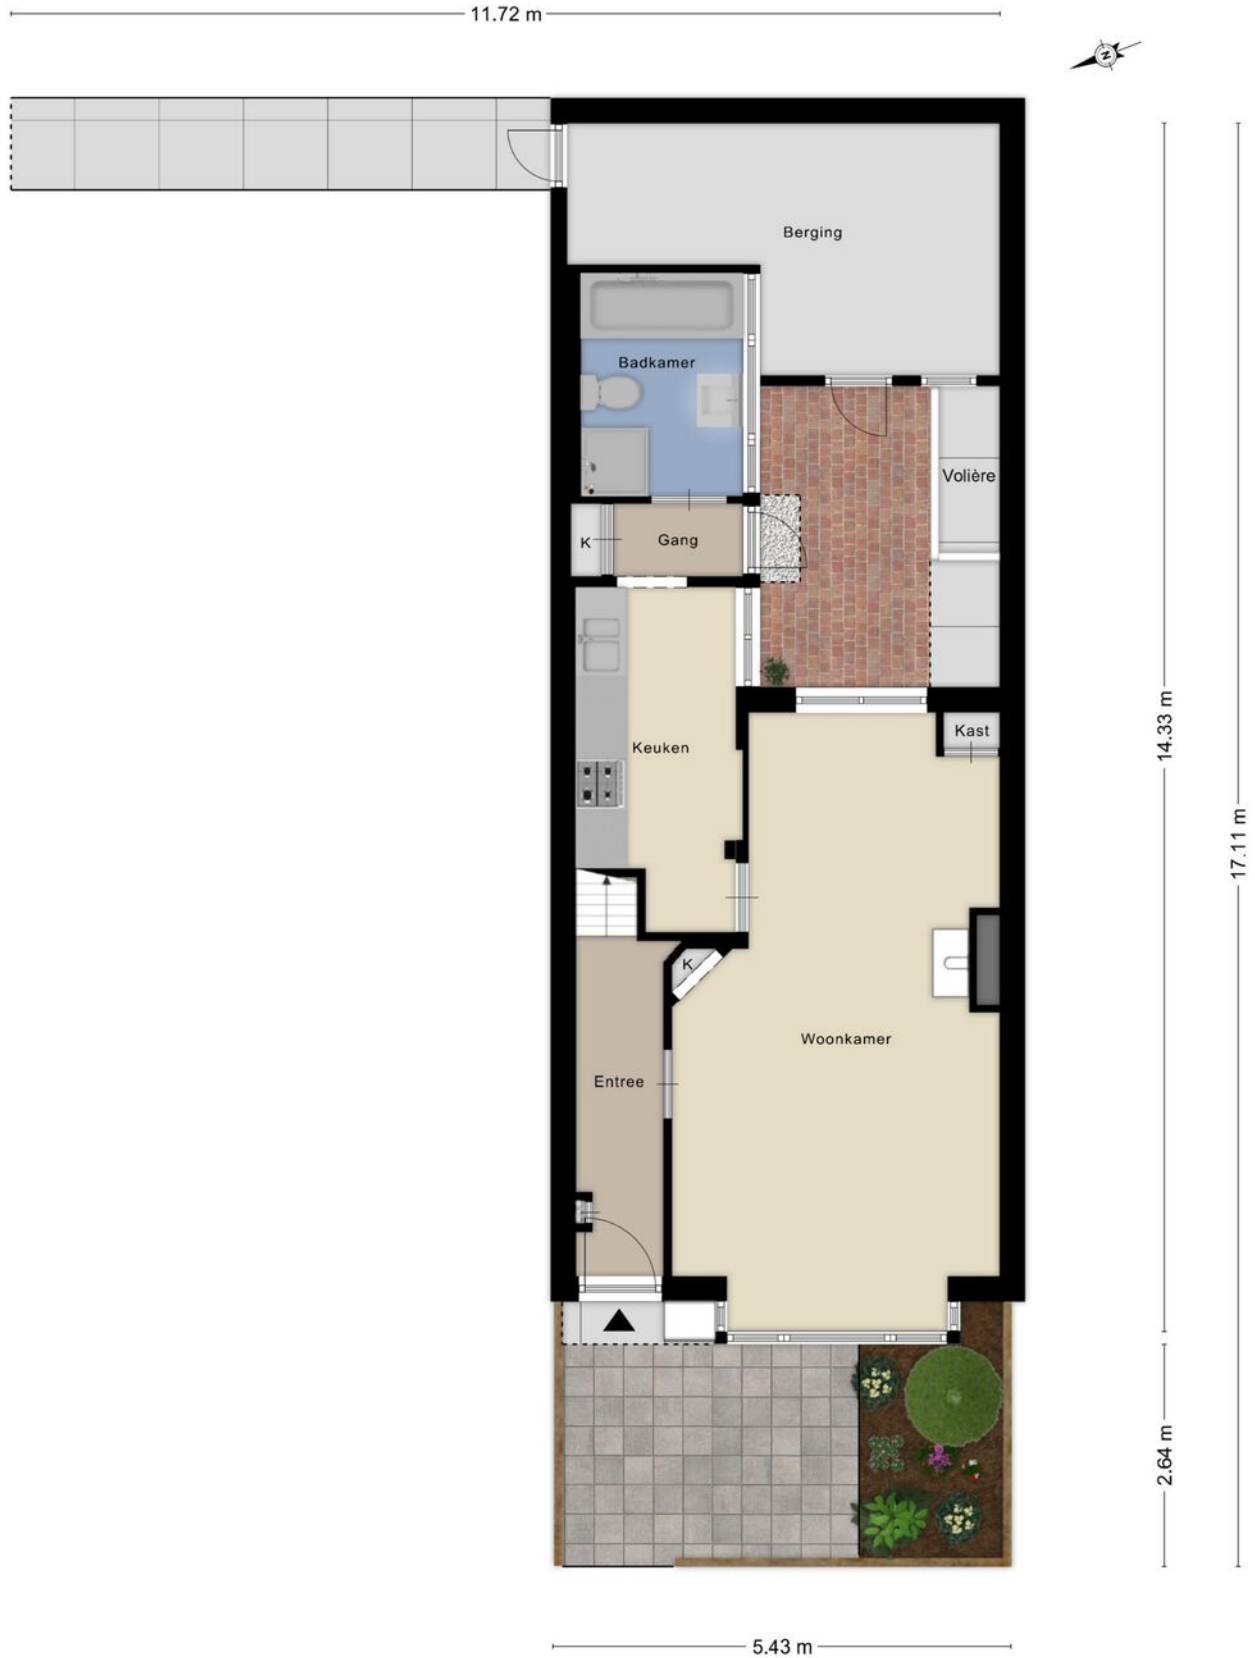 11.72 m
N
Berging
Badkamer
Volière
K
Gang
Kast
14.33 m
Keuken
17.11 m
K
Woonkamer
Entree
2.64 m
5.43 m